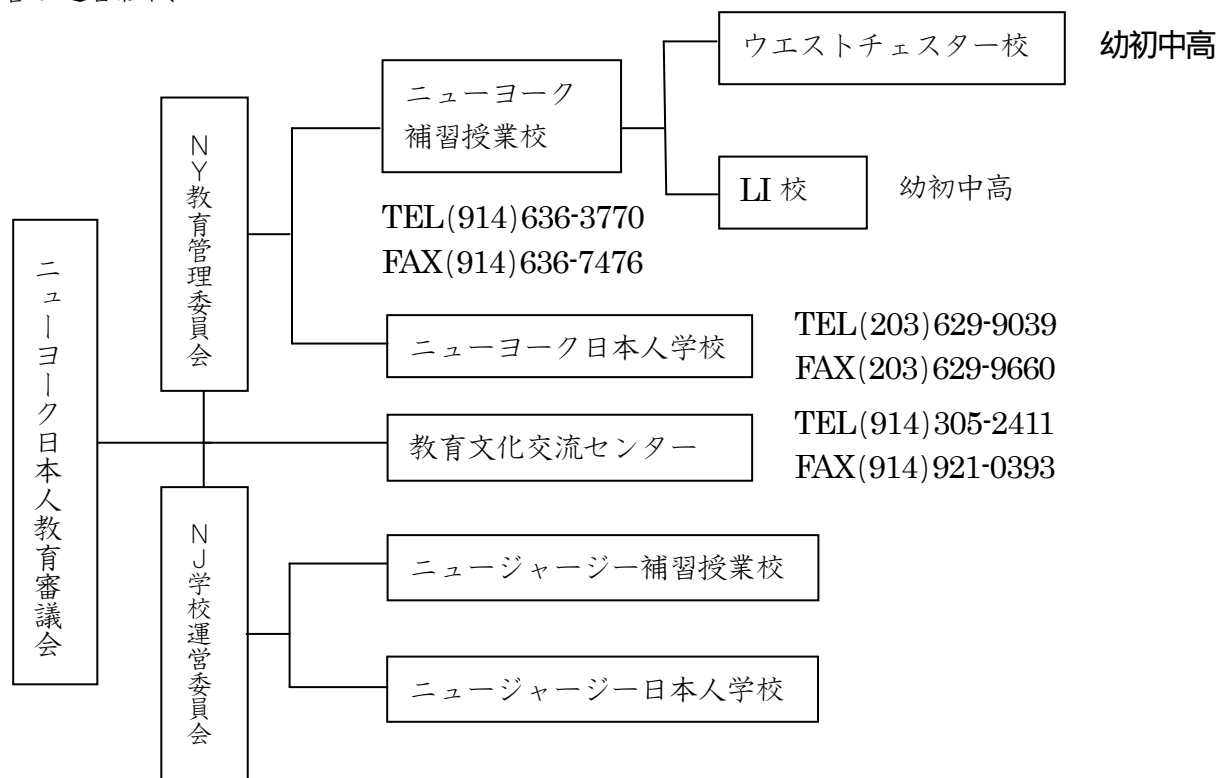 ウエストチェスター校
幼初中高
ニューヨーク
補習授業校
NY教育管理委員会
LI 校
幼初中高
TEL(914)636-3770
FAX(914)636-7476
ニューヨーク日本人教育審議会
ニューヨーク日本人学校
TEL(203)629-9039
FAX(203)629-9660
教育文化交流センター
TEL(914)305-2411
FAX(914)921-0393
NJ学校運営委員会
ニュージャージー補習授業校
ニュージャージー日本人学校